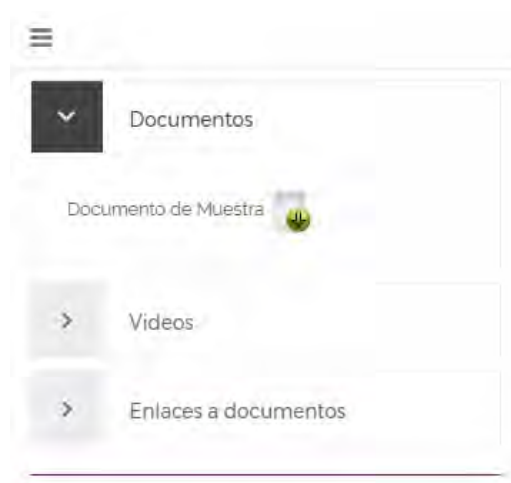 Documentos
Documento de Muestra
Videos
Enlaces a documentos